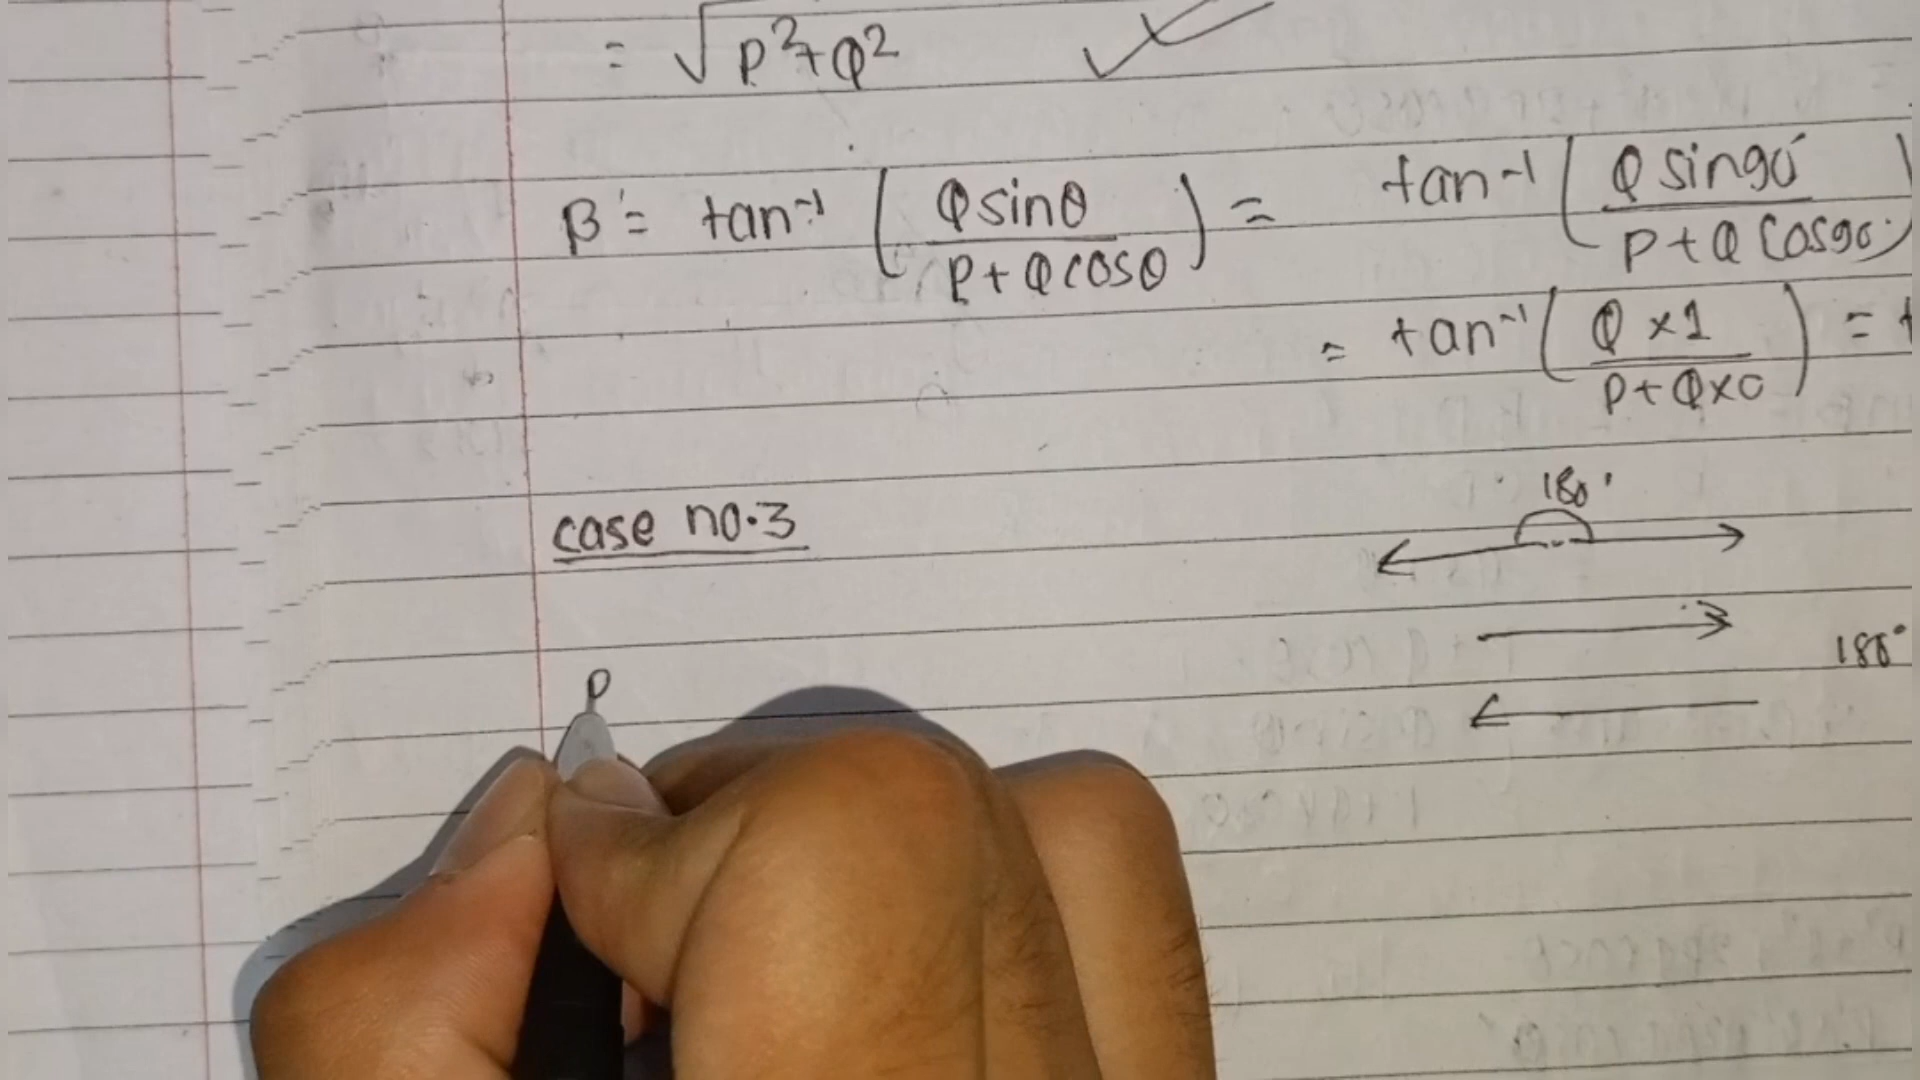 = √P²+Q²
β = tan⁻¹ (Q sinθ / P + Q cosθ) = tan⁻¹ (Q sin90° / P + Q cos90°)
= tan⁻¹ (Q × 1 / P + Q × 0) =
case no.3
180°
180°
P